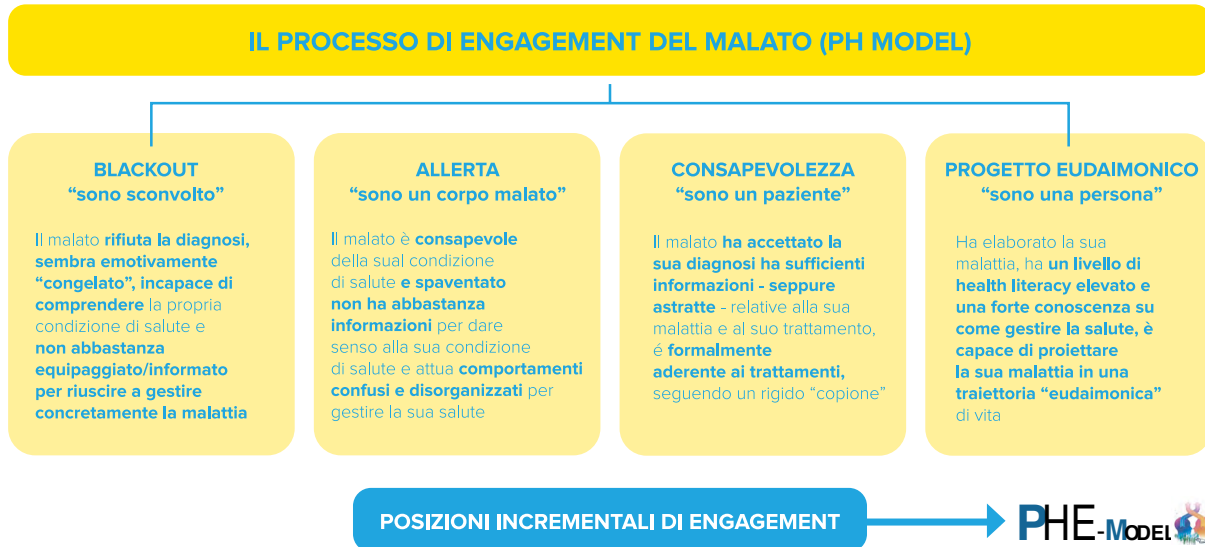 IL PROCESSO DI ENGAGEMENT DEL MALATO (PH MODEL)
BLACKOUT
“sono sconvolto”
Il malato rifiuta la diagnosi,
sembra emotivamente
“congelato”, incapace di
comprendere la propria
condizione di salute e
non abbastanza
equipaggiato/informato
per riuscire a gestire
concretamente la malattia
ALLERTA
“sono un corpo malato”
Il malato è consapevole
della sual condizione
di salute e spaventato
non ha abbastanza
informazioni per dare
senso alla sua condizione
di salute e attua comportamenti
confusi e disorganizzati per
gestire la sua salute
CONSAPEVOLEZZA
“sono un paziente”
Il malato ha accettato la
sua diagnosi ha sufficienti
informazioni - seppure
astratte - relative alla sua
malattia e al suo trattamento,
é formalmente
aderente ai trattamenti,
seguendo un rigido “copione”
PROGETTO EUDAIMONICO
“sono una persona”
Ha elaborato la sua
malattia, ha un livello di
health literacy elevato e
una forte conoscenza su
come gestire la salute, è
capace di proiettare
la sua malattia in una
traiettoria “eudaimonica”
di vita
POSIZIONI INCREMENTALI DI ENGAGEMENT
PHE-MODEL